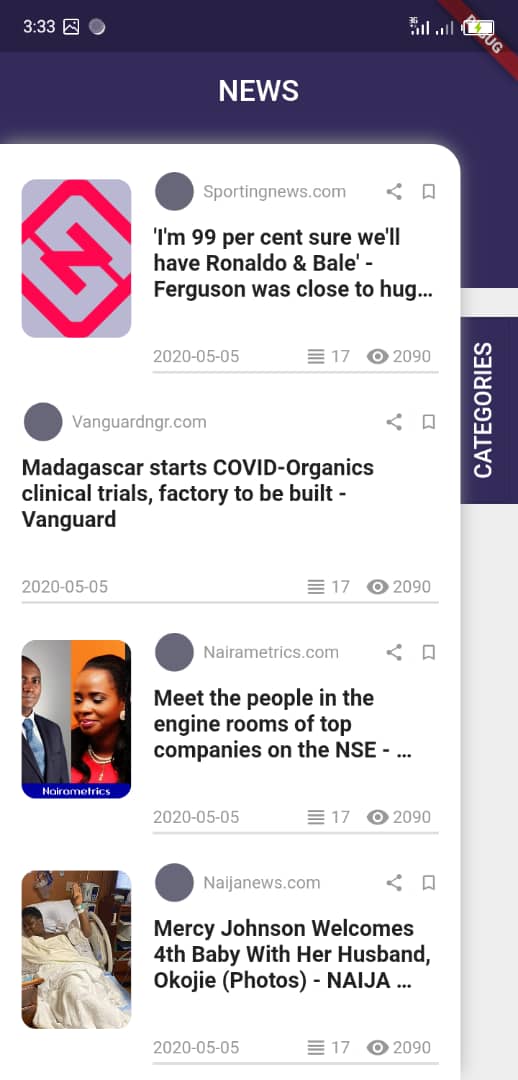 3:33
3G
DEBUG
NEWS
Sportingnews.com
'I'm 99 per cent sure we'll
have Ronaldo & Bale' -
Ferguson was close to hug...
2020-05-05 17 2090
CATEGORIES
Vanguardngr.com
Madagascar starts COVID-Organics
clinical trials, factory to be built -
Vanguard
2020-05-05 17 2090
Nairametrics.com
Meet the people in the
engine rooms of top
companies on the NSE - ...
Nairametrics
2020-05-05 17 2090
Naijanews.com
Mercy Johnson Welcomes
4th Baby With Her Husband,
Okojie (Photos) - NAIJA ...
2020-05-05 17 2090